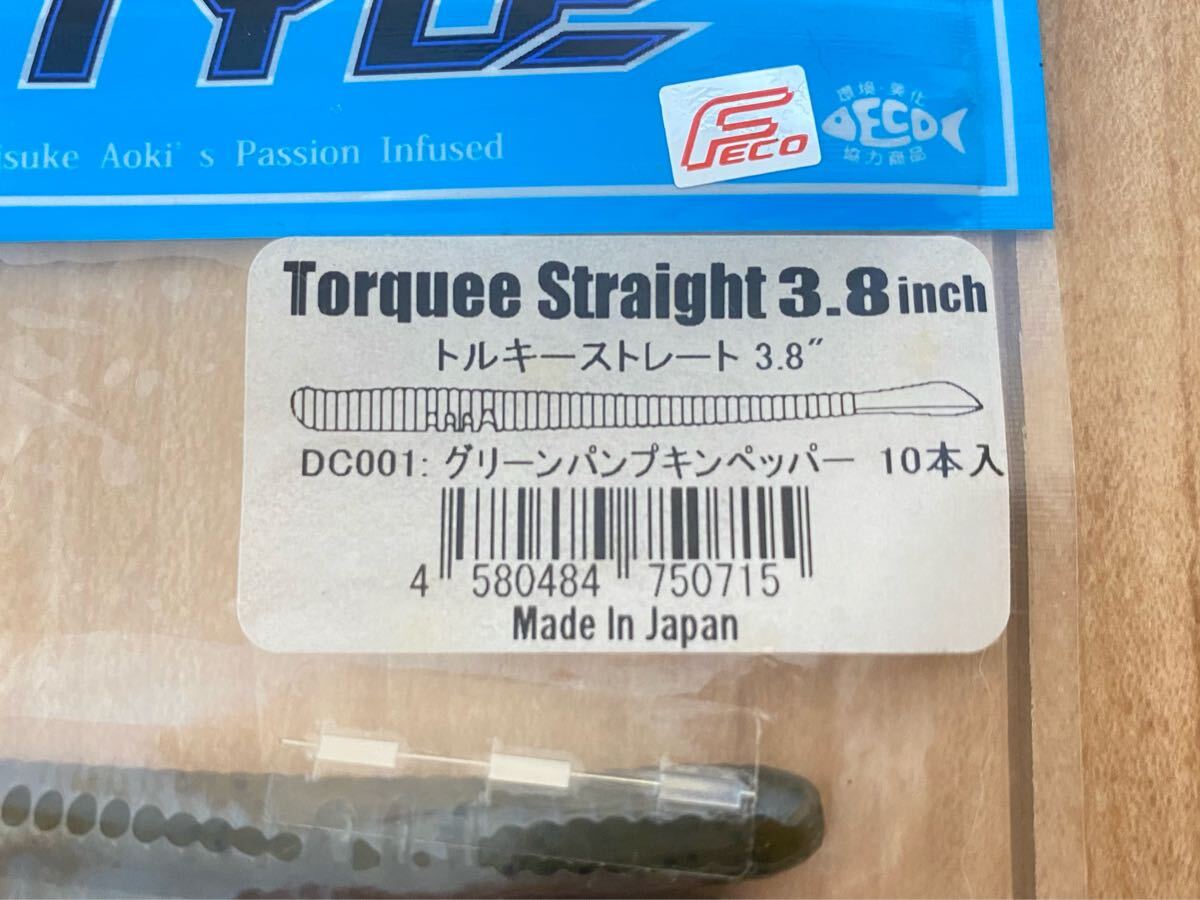 isuke Aoki's Passion Infused
FECO
環境・美化
ECO
協力商品
Torquee Straight 3.8 inch
トルキーストレート 3.8″
DC001: グリーンパンプキンペッパー 10本入
4 580484 750715
Made In Japan